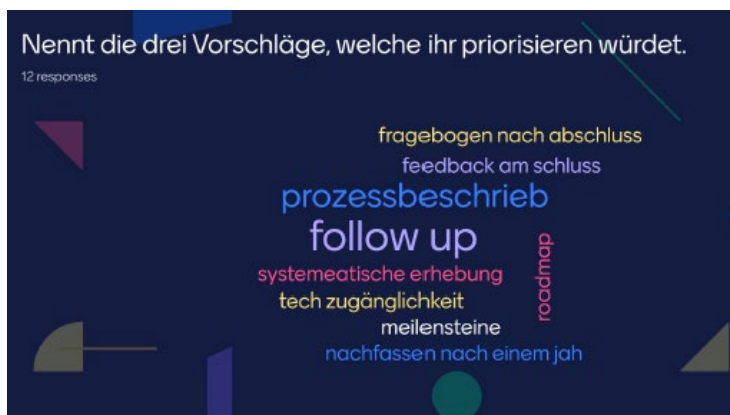 Nennt die drei Vorschläge, welche ihr priorisieren würdet.
12 responses
fragebogen nach abschluss
feedback am schluss
prozessbeschrieb
follow up
systemeatische erhebung
roadmap
tech zugänglichkeit
meilensteine
nachfassen nach einem jah